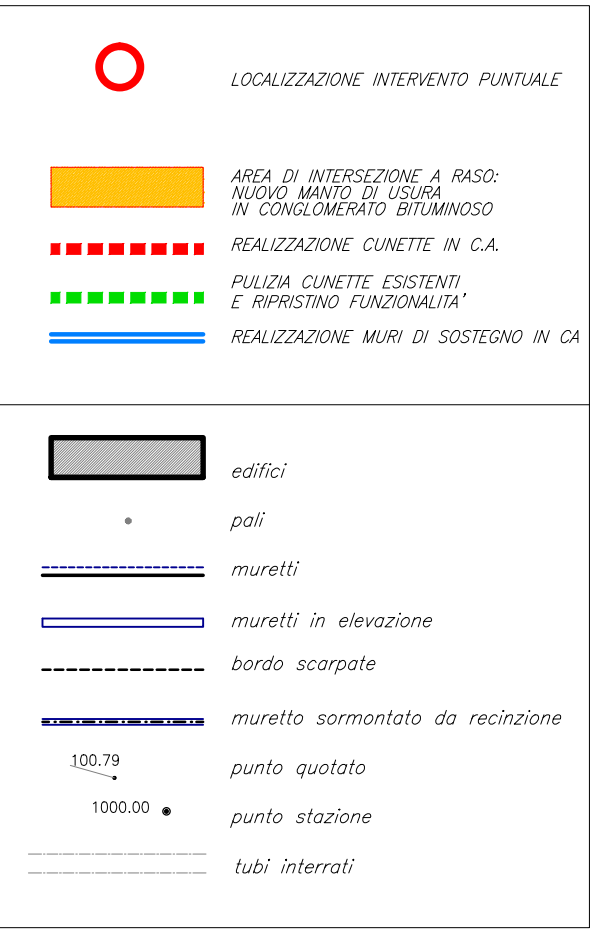 LOCALIZZAZIONE INTERVENTO PUNTUALE
AREA DI INTERSEZIONE A RASO:
NUOVO MANTO DI USURA
IN CONGLOMERATO BITUMINOSO
REALIZZAZIONE CUNETTE IN C.A.
PULIZIA CUNETTE ESISTENTI
E RIPRISTINO FUNZIONALITA'
REALIZZAZIONE MURI DI SOSTEGNO IN CA
edifici
pali
muretti
muretti in elevazione
bordo scarpate
muretto sormontato da recinzione
100.79
punto quotato
1000.00
punto stazione
tubi interrati